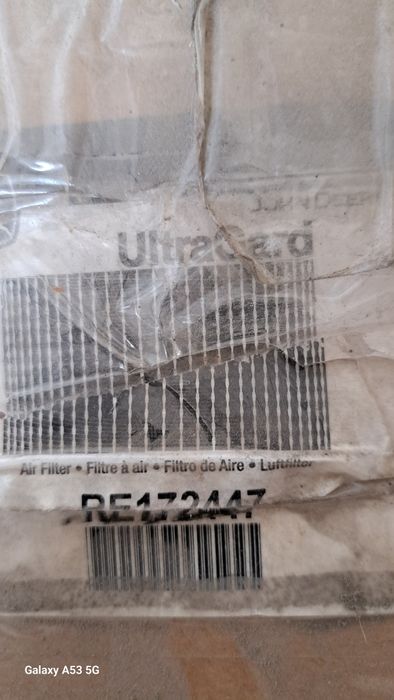 JOHN DEERE
UltraGard
Air Filter • Filtre à air • Filtro de Aire • Luftfilter
RE172447
Galaxy A53 5G